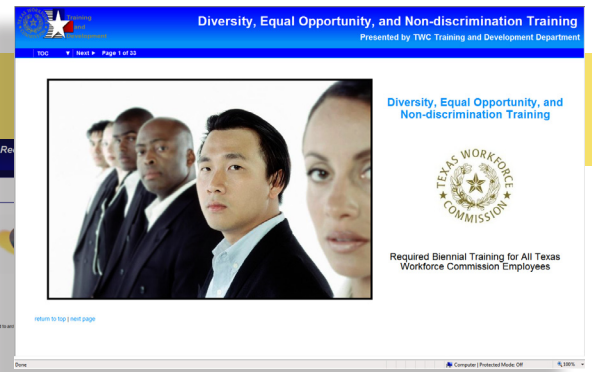 Training
and
Development
Diversity, Equal Opportunity, and Non-discrimination Training
Presented by TWC Training and Development Department
TOC ▼ Next ► Page 1 of 33
Diversity, Equal Opportunity, and
Non-discrimination Training
TEXAS WORKFORCE
COMMISSION
Required Biennial Training for All Texas
Workforce Commission Employees
return to top | next page
Done
Computer | Protected Mode: Off
100%